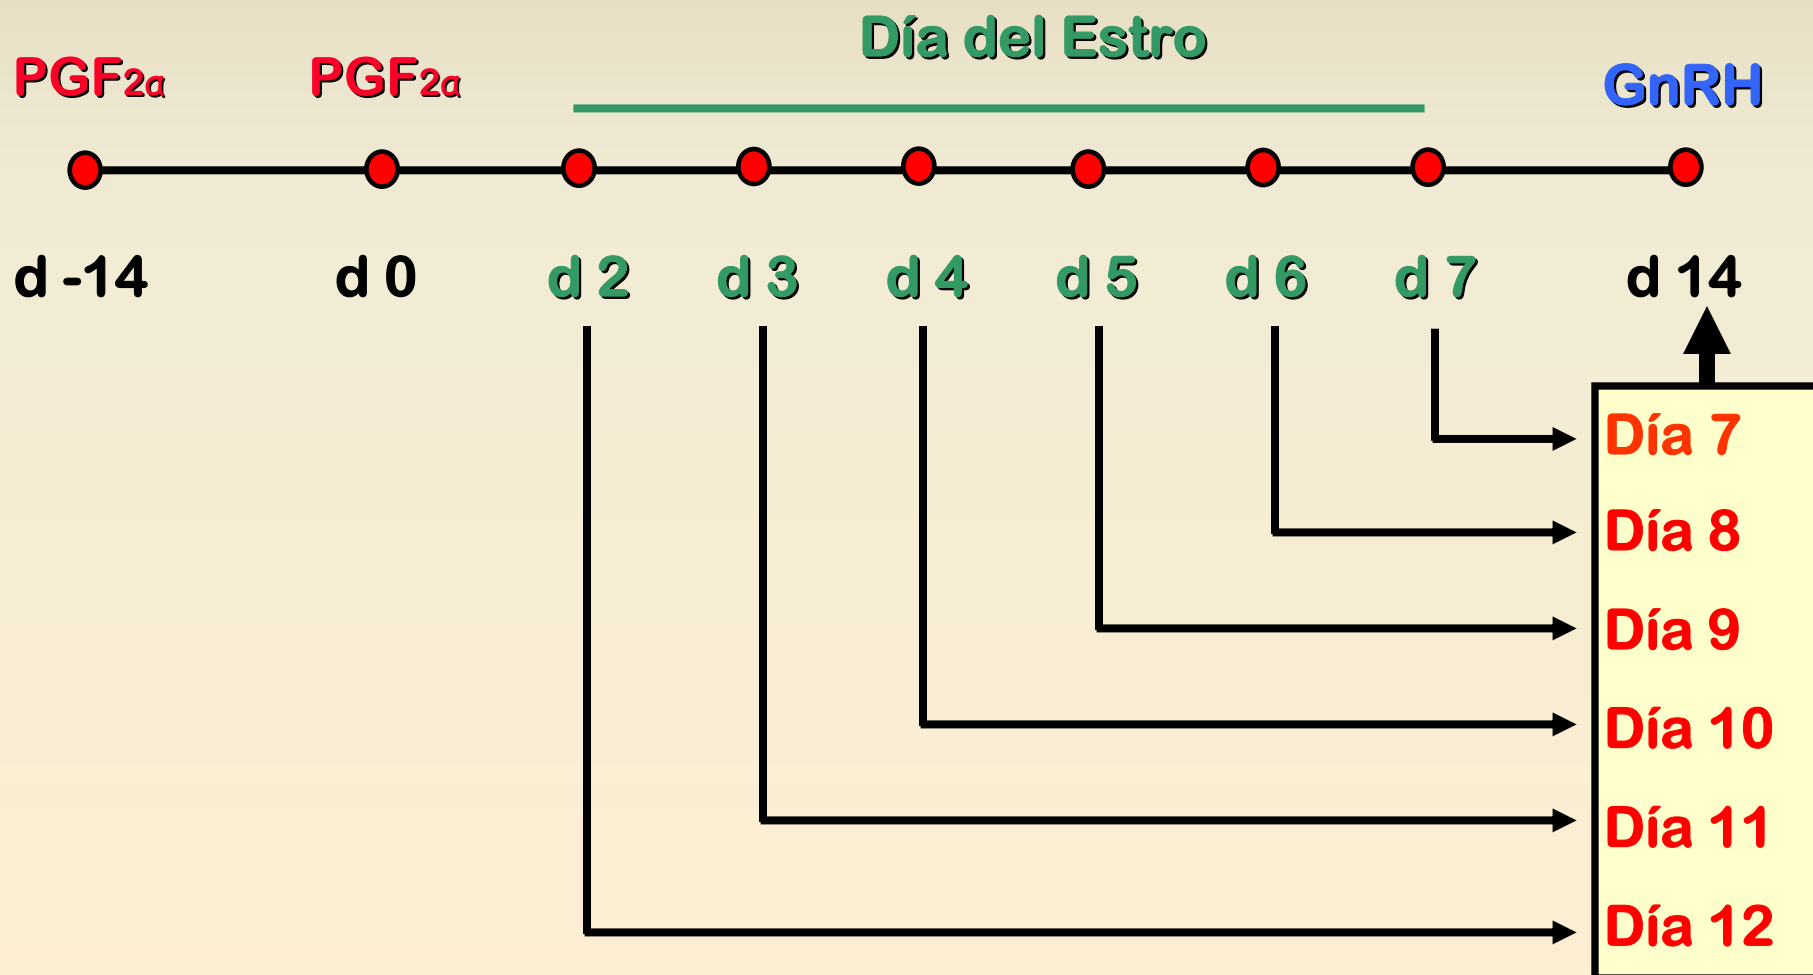 Día del Estro
PGF2α PGF2α GnRH
d -14 d 0 d 2 d 3 d 4 d 5 d 6 d 7 d 14
Día 7
Día 8
Día 9
Día 10
Día 11
Día 12